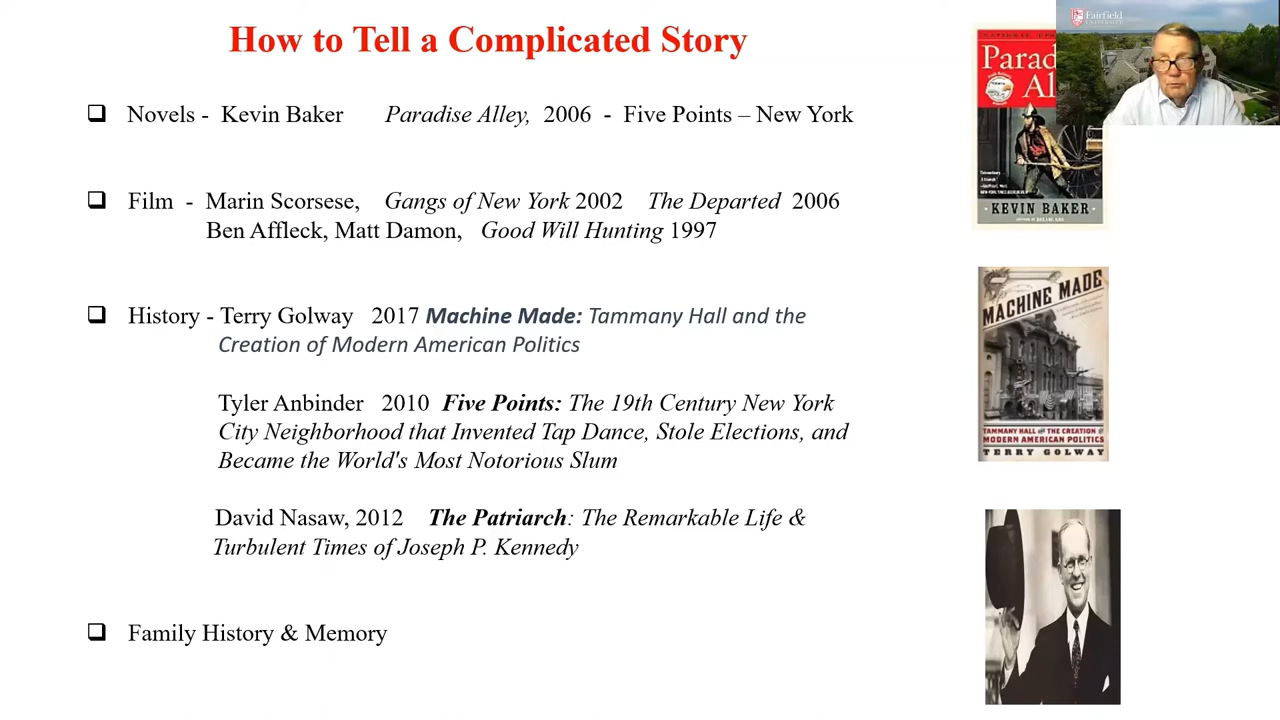 How to Tell a Complicated Story
Novels - Kevin Baker Paradise Alley, 2006 - Five Points – New York
Film - Marin Scorsese, Gangs of New York 2002 The Departed 2006
Ben Affleck, Matt Damon, Good Will Hunting 1997
History - Terry Golway 2017 Machine Made: Tammany Hall and the
Creation of Modern American Politics
Tyler Anbinder 2010 Five Points: The 19th Century New York
City Neighborhood that Invented Tap Dance, Stole Elections, and
Became the World's Most Notorious Slum
David Nasaw, 2012 The Patriarch: The Remarkable Life &
Turbulent Times of Joseph P. Kennedy
Family History & Memory
Fairfield
UNIVERSITY
Parad
Al
KEVIN BAKER
MACHINE MADE
TAMMANY HALL AND THE CREATION OF
MODERN AMERICAN POLITICS
TERRY GOLWAY